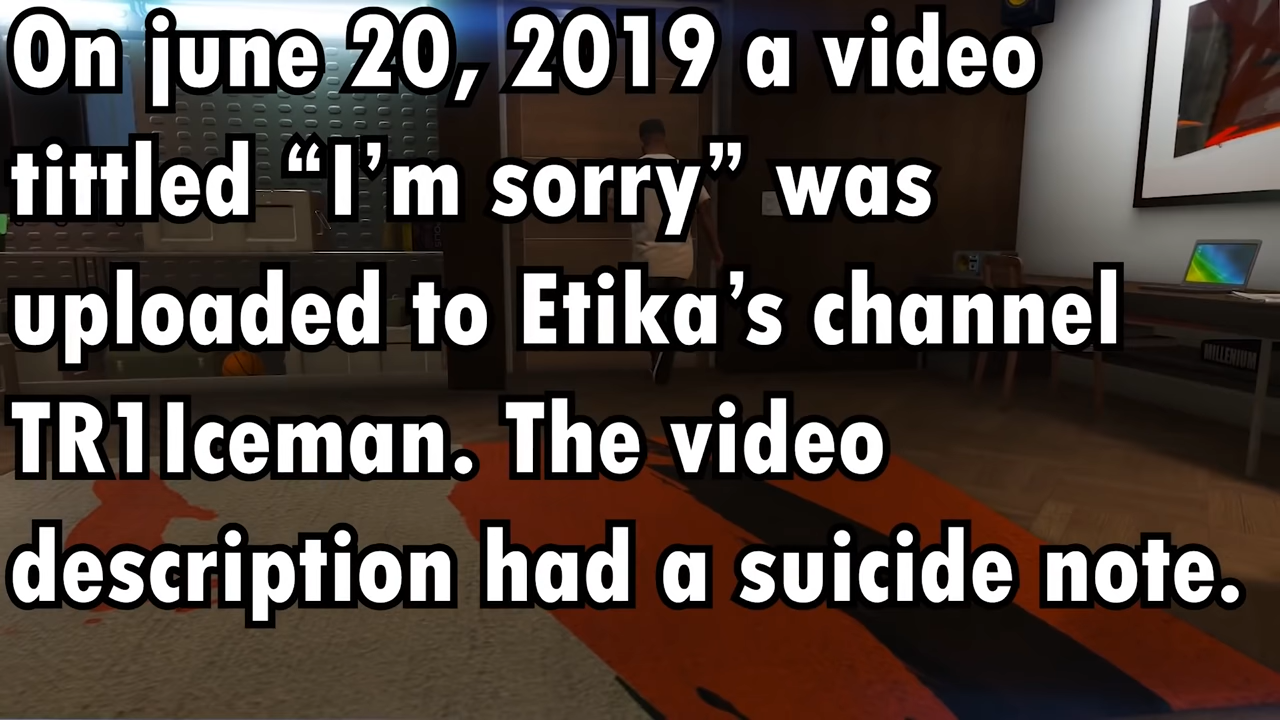 On june 20, 2019 a video
tittled “I’m sorry” was
uploaded to Etika’s channel
TR1Iceman. The video
description had a suicide note.
MILLENIUM